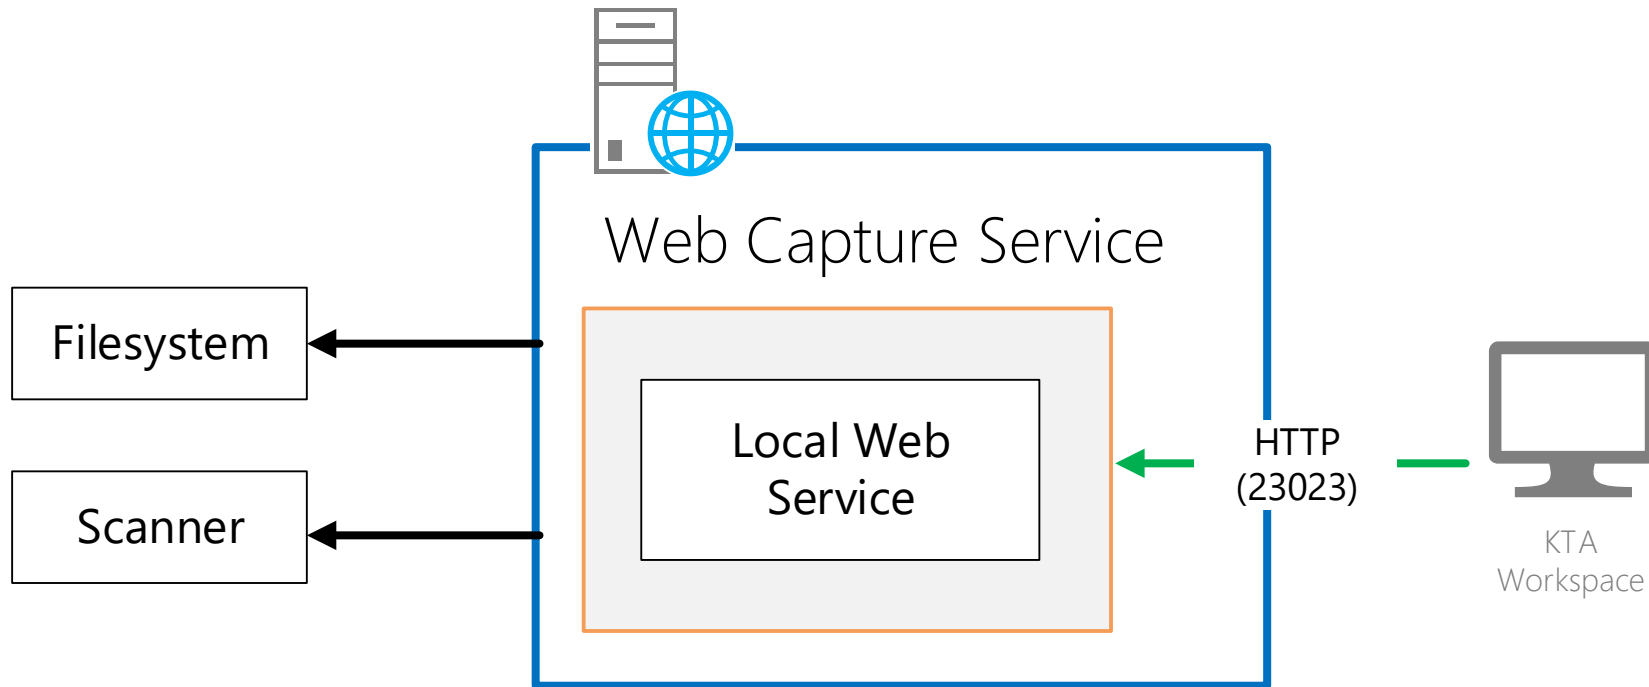 Web Capture Service
Filesystem
Scanner
Local Web
Service
HTTP
(23023)
KTA
Workspace